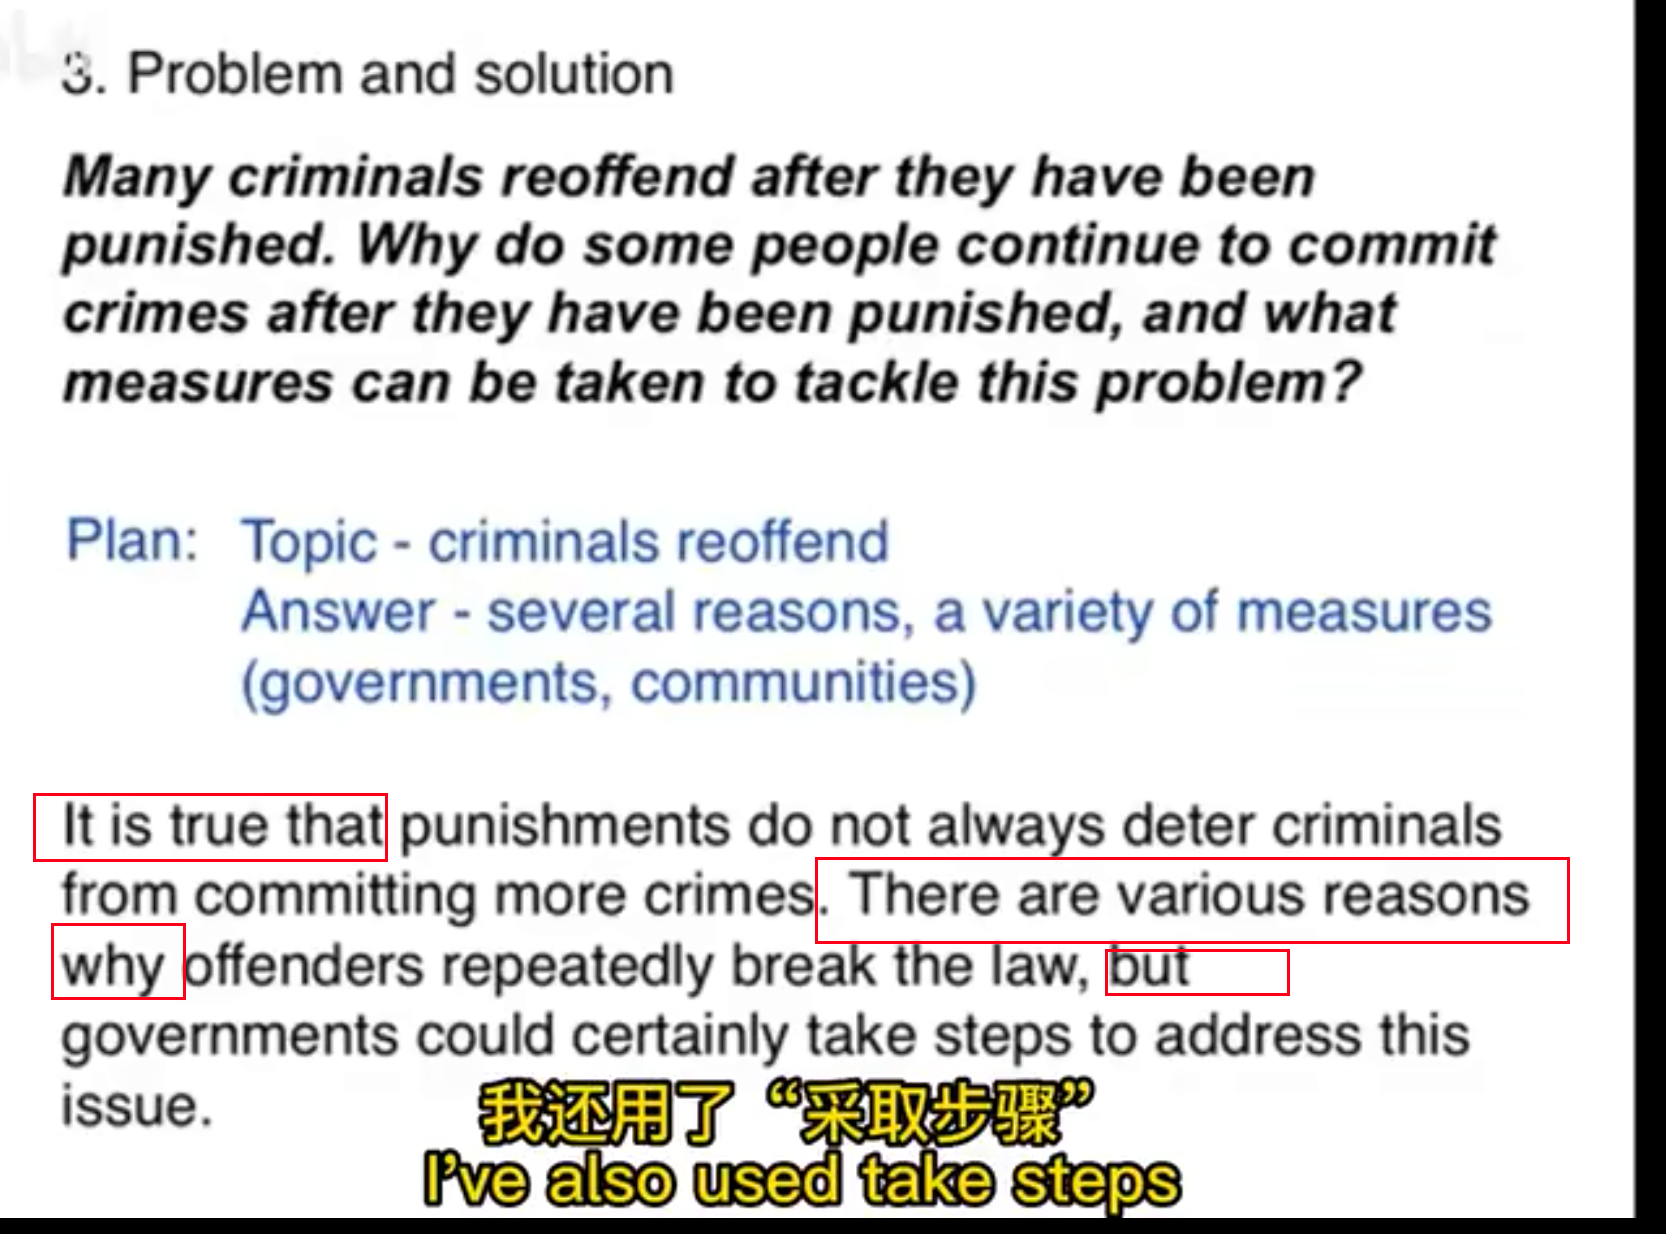 3. Problem and solution
Many criminals reoffend after they have been
punished. Why do some people continue to commit
crimes after they have been punished, and what
measures can be taken to tackle this problem?
Plan: Topic - criminals reoffend
Answer - several reasons, a variety of measures
(governments, communities)
It is true that punishments do not always deter criminals
from committing more crimes. There are various reasons
why offenders repeatedly break the law, but
governments could certainly take steps to address this
issue.
我还用了“采取步骤”
I’ve also used take steps